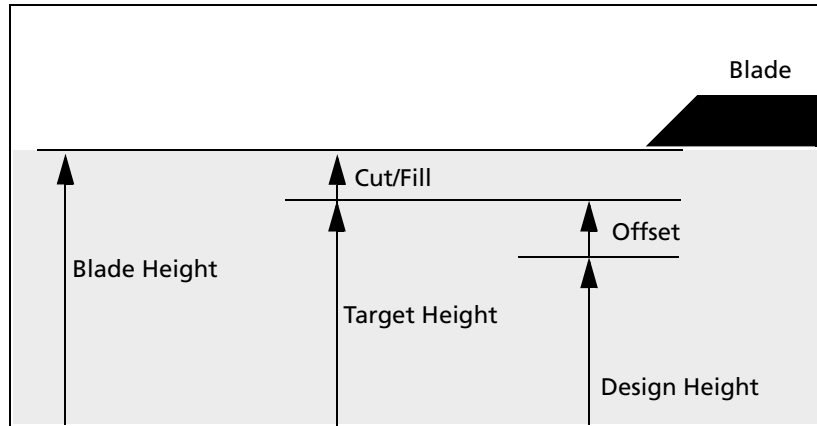 Blade
Cut/Fill
Offset
Blade Height
Target Height
Design Height